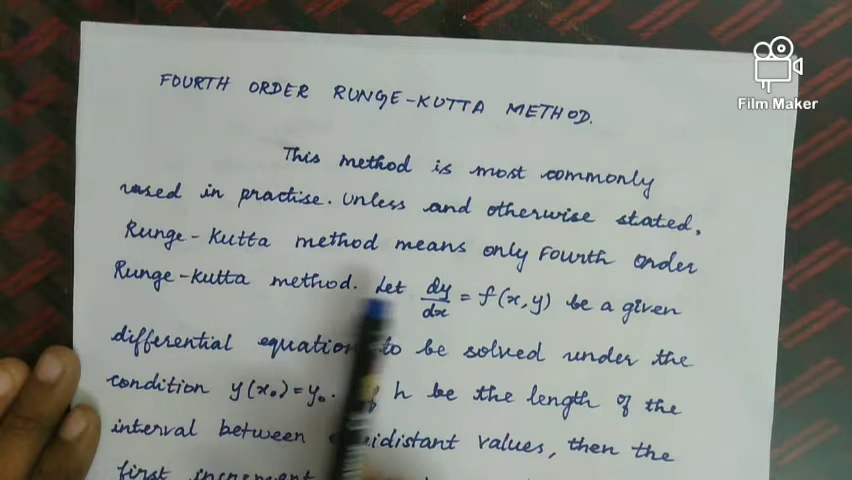 FOURTH ORDER RUNGE-KUTTA METHOD.
Film Maker
This method is most commonly
used in practise. Unless and otherwise stated,
Runge-Kutta method means only Fourth Order
Runge-Kutta method. Let dy/dx = f(x,y) be a given
differential equation to be solved under the
condition y(x₀)=y₀. h be the length of the
interval between values, then the
first increment